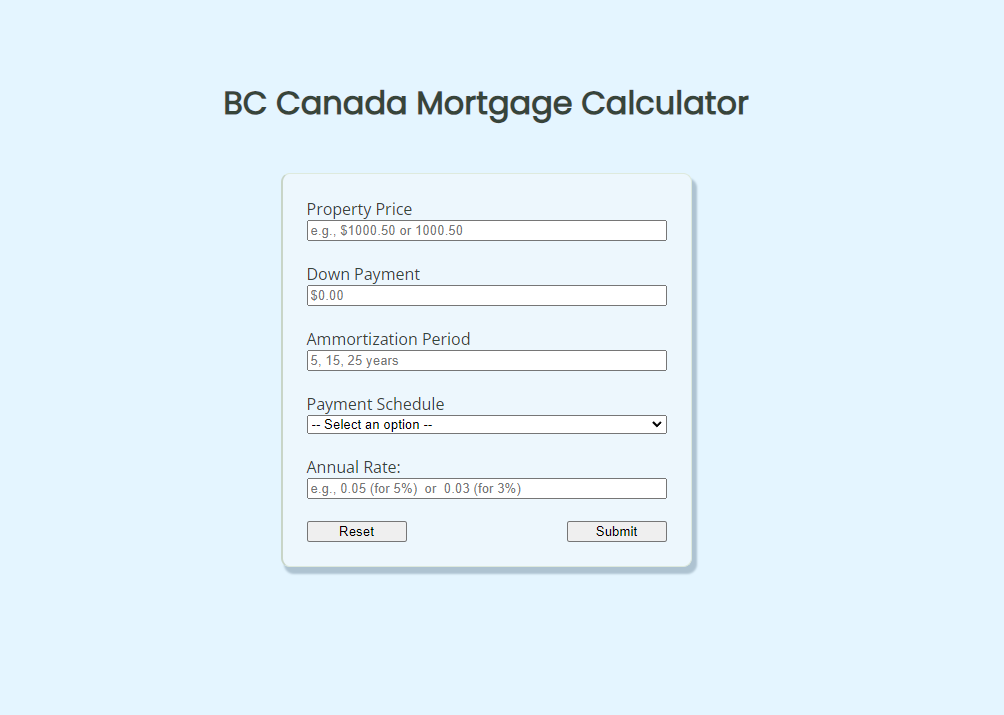 BC Canada Mortgage Calculator
Property Price
e.g., $1000.50 or 1000.50
Down Payment
$0.00
Ammortization Period
5, 15, 25 years
Payment Schedule
-- Select an option --
Annual Rate:
e.g., 0.05 (for 5%)  or  0.03 (for 3%)
Reset Submit